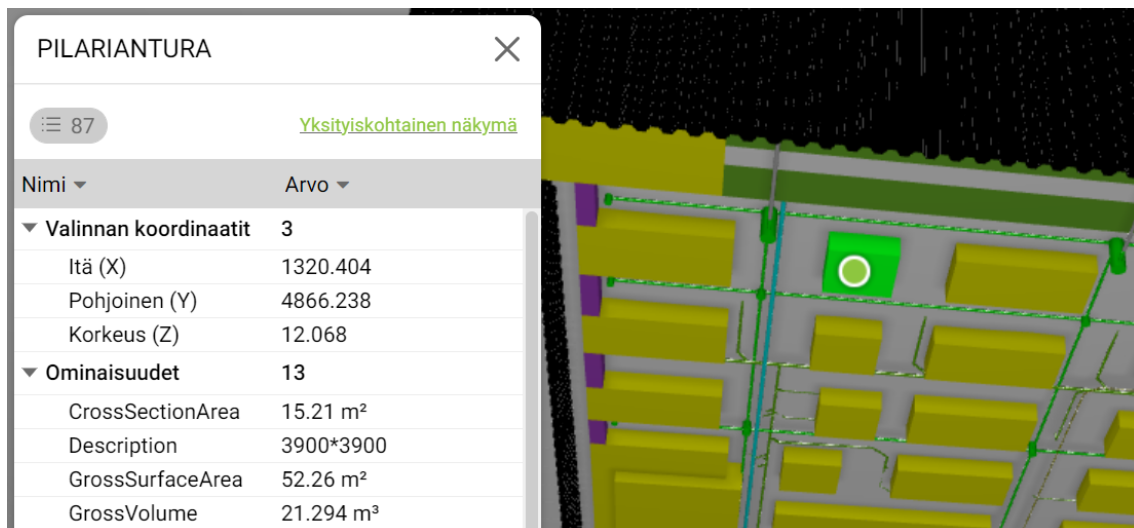 PILARIANTURA
87
Yksityiskohtainen näkymä
Nimi Arvo
Valinnan koordinaatit 3
Itä (X) 1320.404
Pohjoinen (Y) 4866.238
Korkeus (Z) 12.068
Ominaisuudet 13
CrossSectionArea 15.21 m²
Description 3900*3900
GrossSurfaceArea 52.26 m²
GrossVolume 21.294 m³